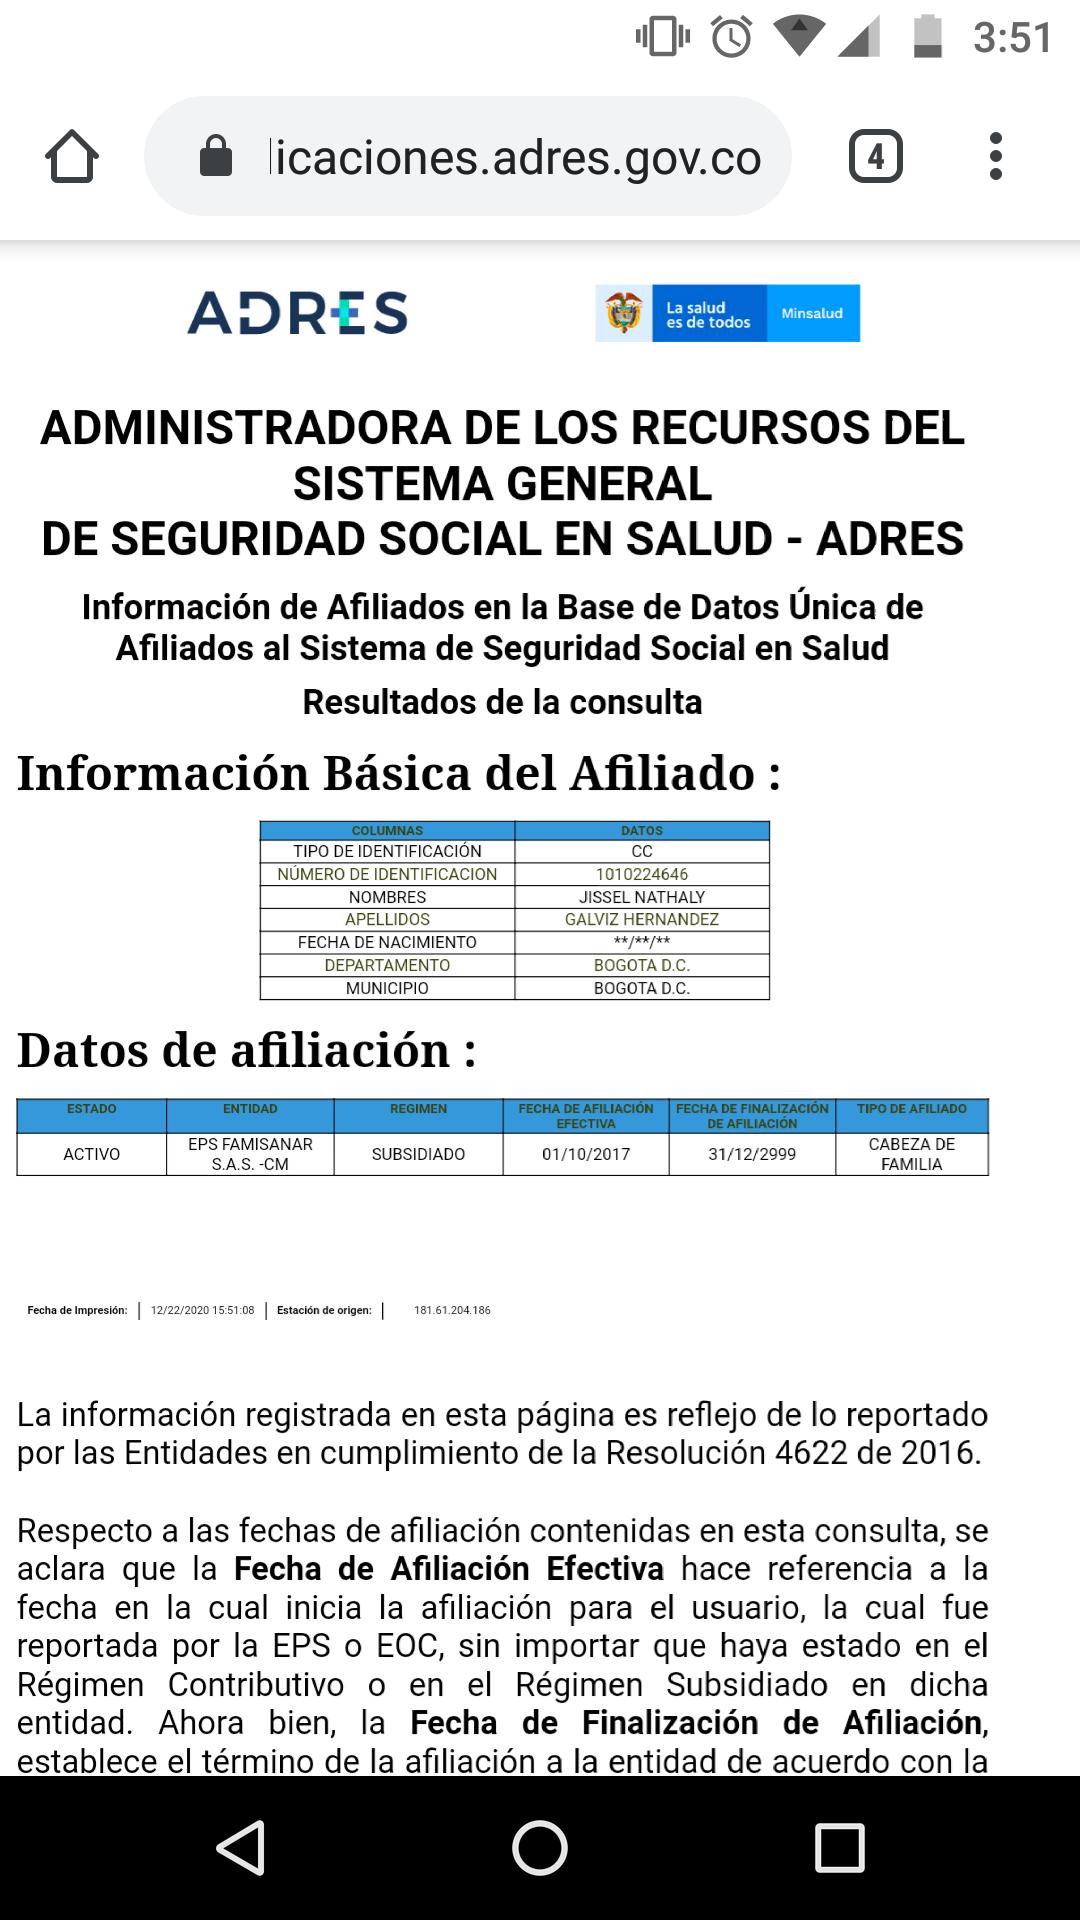 3:51
licaciones.adres.gov.co
4
ADRES
La salud
es de todos
Minsalud
ADMINISTRADORA DE LOS RECURSOS DEL
SISTEMA GENERAL
DE SEGURIDAD SOCIAL EN SALUD - ADRES
Información de Afiliados en la Base de Datos Única de
Afiliados al Sistema de Seguridad Social en Salud
Resultados de la consulta
Información Básica del Afiliado :
COLUMNAS DATOS
TIPO DE IDENTIFICACIÓN CC
NÚMERO DE IDENTIFICACION 1010224646
NOMBRES JISSEL NATHALY
APELLIDOS GALVIZ HERNANDEZ
FECHA DE NACIMIENTO **/**/**
DEPARTAMENTO BOGOTA D.C.
MUNICIPIO BOGOTA D.C.
Datos de afiliación :
ESTADO ENTIDAD REGIMEN FECHA DE AFILIACIÓN EFECTIVA FECHA DE FINALIZACIÓN DE AFILIACIÓN TIPO DE AFILIADO
ACTIVO EPS FAMISANAR S.A.S. -CM SUBSIDIADO 01/10/2017 31/12/2999 CABEZA DE FAMILIA
Fecha de Impresión: 12/22/2020 15:51:08 Estación de origen: 181.61.204.186
La información registrada en esta página es reflejo de lo reportado
por las Entidades en cumplimiento de la Resolución 4622 de 2016.
Respecto a las fechas de afiliación contenidas en esta consulta, se
aclara que la Fecha de Afiliación Efectiva hace referencia a la
fecha en la cual inicia la afiliación para el usuario, la cual fue
reportada por la EPS o EOC, sin importar que haya estado en el
Régimen Contributivo o en el Régimen Subsidiado en dicha
entidad. Ahora bien, la Fecha de Finalización de Afiliación,
establece el término de la afiliación a la entidad de acuerdo con la